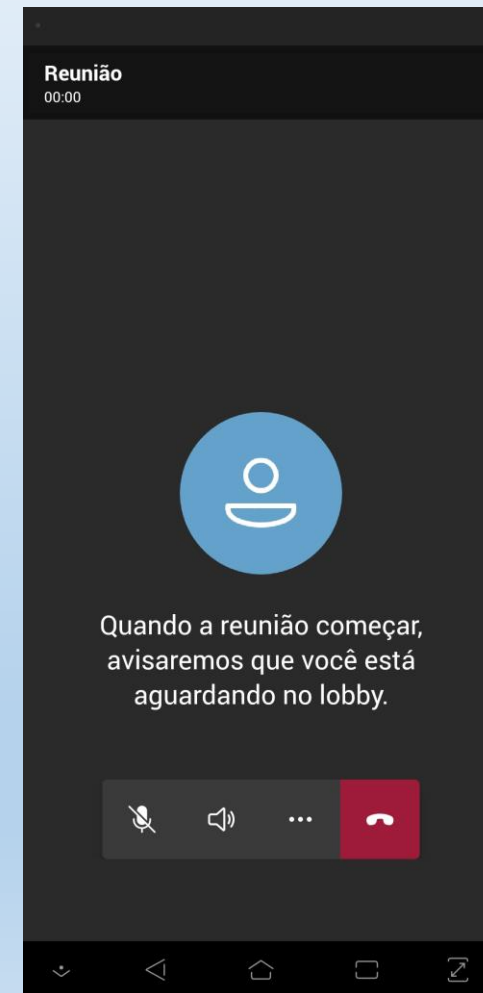 Reunião
00:00
Quando a reunião começar,
avisaremos que você está
aguardando no lobby.